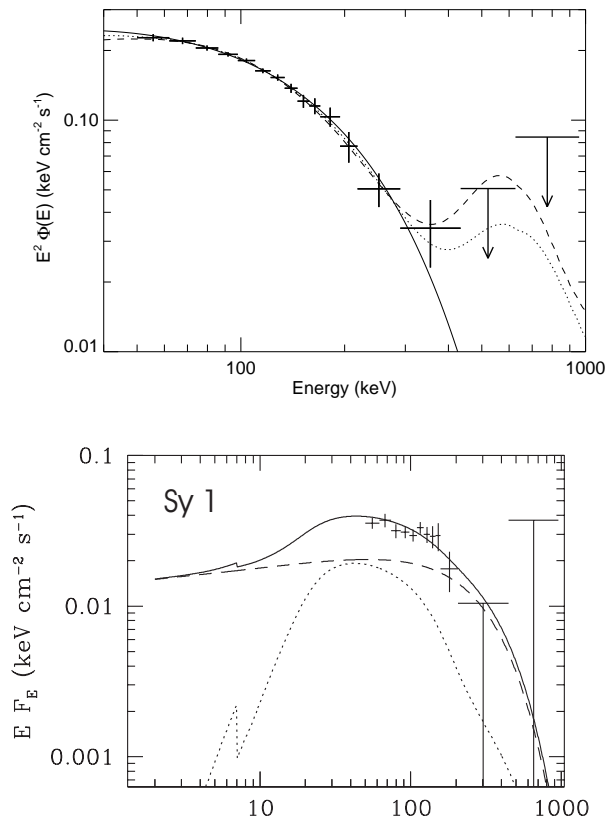 E² Φ(E) (keV cm⁻² s⁻¹)
0.10
0.01
100
1000
Energy (keV)
Sy 1
E F_E (keV cm⁻² s⁻¹)
0.1
0.01
0.001
10
100
1000